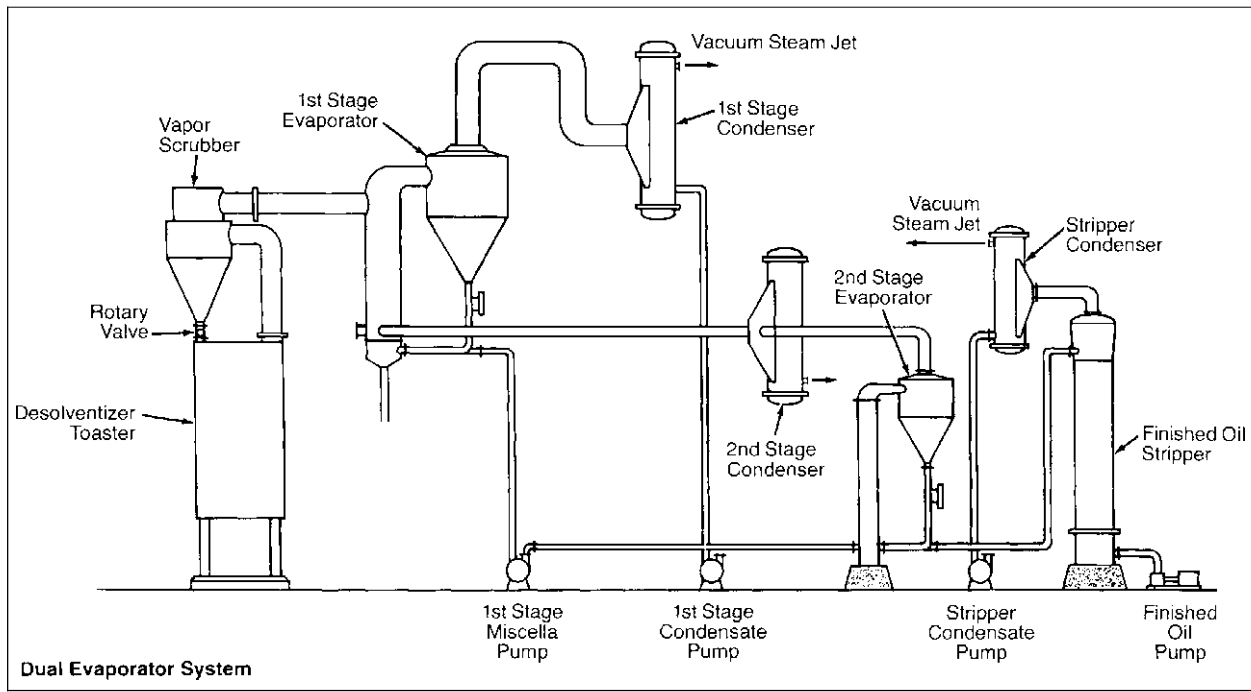 Vacuum Steam Jet
1st Stage
Evaporator
1st Stage
Condenser
Vapor
Scrubber
Vacuum
Steam Jet
Stripper
Condenser
2nd Stage
Evaporator
Rotary
Valve
Desolventizer
Toaster
2nd Stage
Condenser
Finished Oil
Stripper
1st Stage
Miscella
Pump
1st Stage
Condensate
Pump
Stripper
Condensate
Pump
Finished
Oil
Pump
Dual Evaporator System